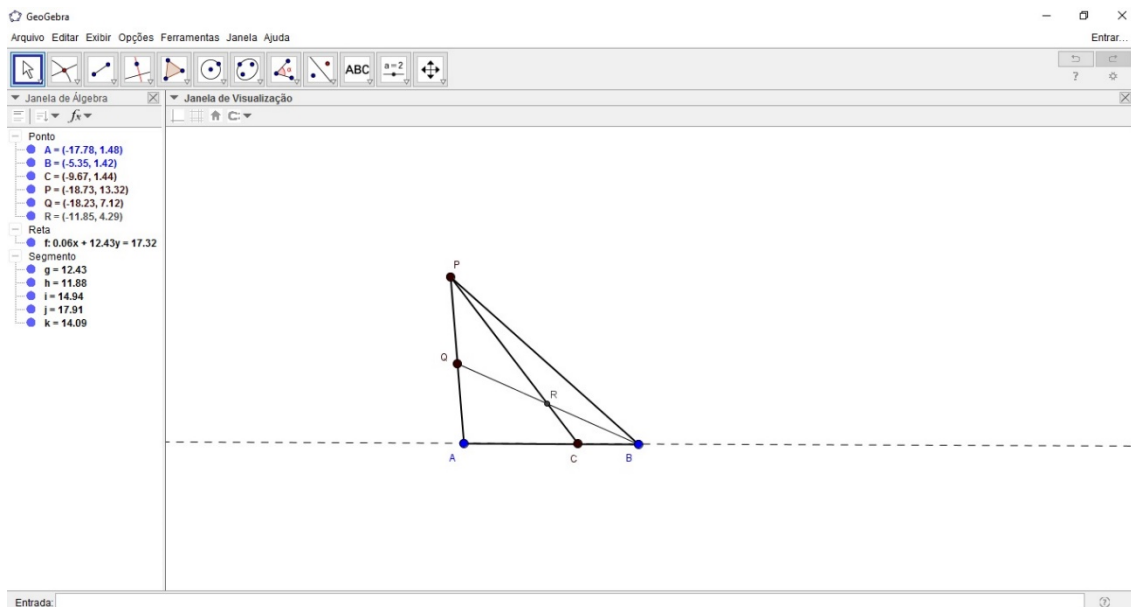 GeoGebra
Arquivo Editar Exibir Opções Ferramentas Janela Ajuda Entrar...
ABC a = 2
Janela de Álgebra Janela de Visualização
fx
Ponto
A = (-17.78, 1.48)
B = (-5.35, 1.42)
C = (-9.67, 1.44)
P = (-18.73, 13.32)
Q = (-18.23, 7.12)
R = (-11.85, 4.29)
Reta
f: 0.06x + 12.43y = 17.32
Segmento
g = 12.43
h = 11.88
i = 14.94
j = 17.91
k = 14.09
P
Q
R
A C B
Entrada: